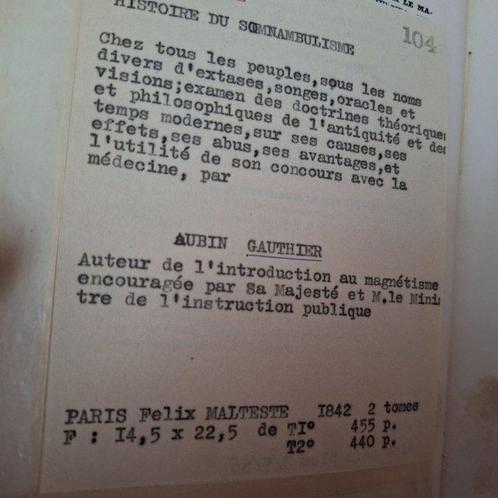 LE MA-
HISTOIRE DU SOMNAMBULISME
104
Chez tous les peuples,sous les noms
divers d'extases,songes,oracles et
visions;examen des doctrines théoriques
et philosophiques de l'antiquité et des
temps modernes,sur ses causes,ses
effets,ses abus,ses avantages,et
l'utilité de son concours avec la
médecine, par
AUBIN GAUTHIER
Auteur de l'introduction au magnétisme
encouragée par Sa Majesté et M.le Minis
tre de l'instruction publique
PARIS Felix MALTESTE 1842 2 tomes
F : 14,5 x 22,5 de T1° 455 p.
T2° 440 p.